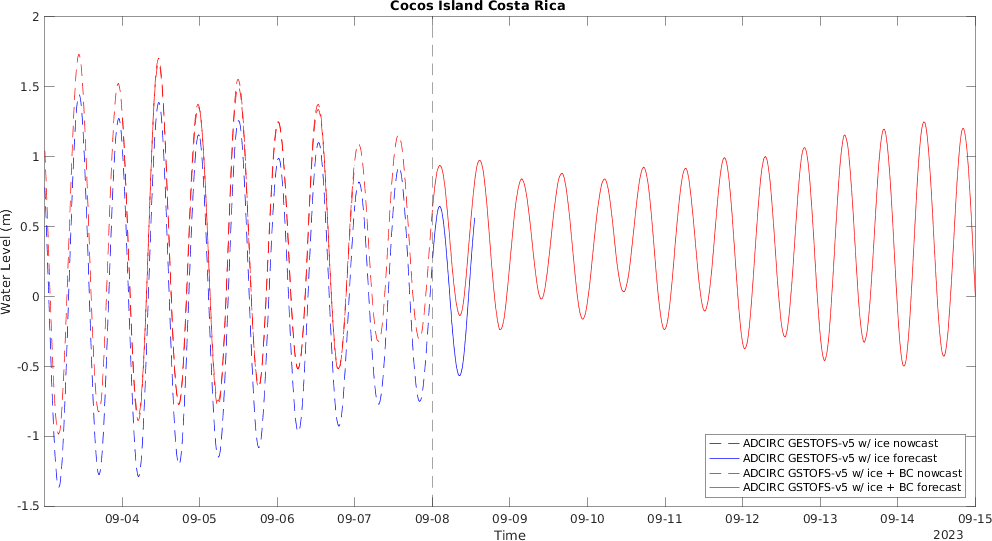 Cocos Island Costa Rica
2
1.5
1
0.5
0
-0.5
-1
-1.5
Water Level (m)
ADCIRC GESTOFS-v5 w/ ice nowcast
ADCIRC GESTOFS-v5 w/ ice forecast
ADCIRC GSTOFS-v5 w/ ice + BC nowcast
ADCIRC GSTOFS-v5 w/ ice + BC forecast
09-04 09-05 09-06 09-07 09-08 09-09 09-10 09-11 09-12 09-13 09-14 09-15
Time
2023